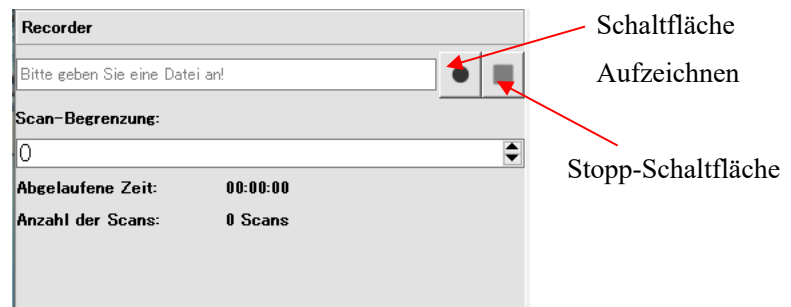 Recorder
Schaltfläche
Aufzeichnen
Bitte geben Sie eine Datei an!
Scan-Begrenzung:
0
Stopp-Schaltfläche
Abgelaufene Zeit: 00:00:00
Anzahl der Scans: 0 Scans